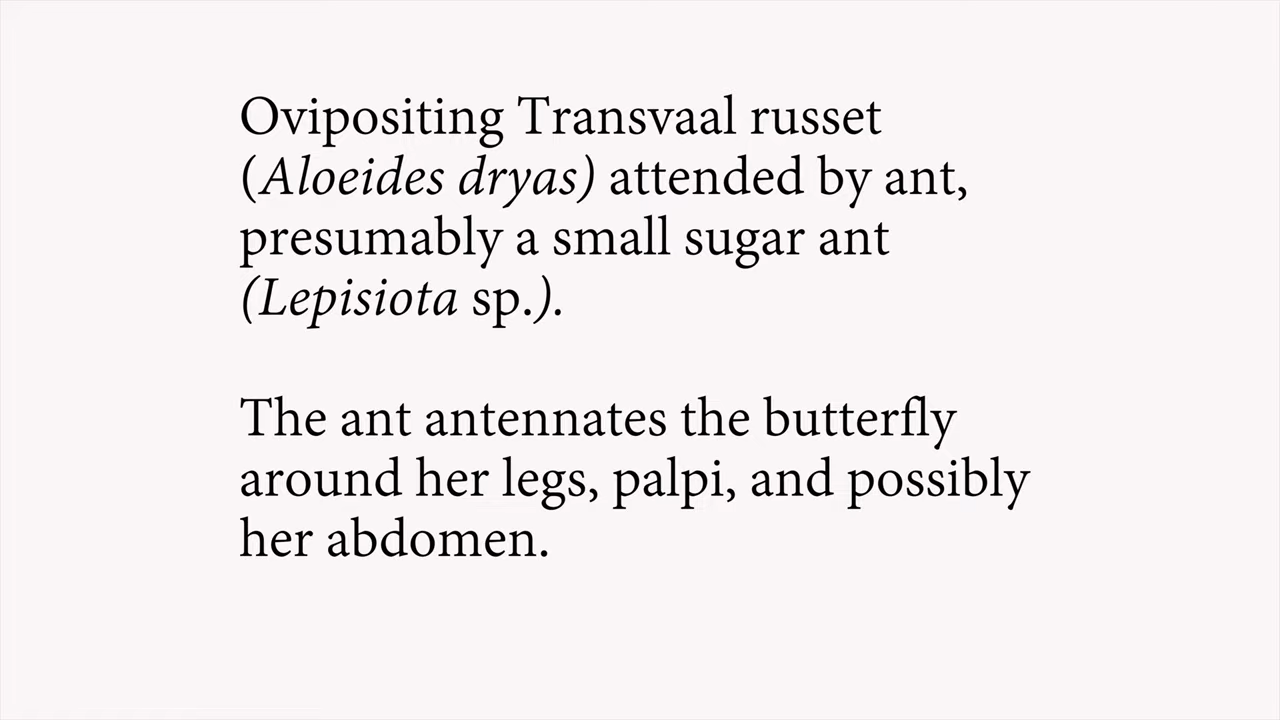 Ovipositing Transvaal russet
(Aloeides dryas) attended by ant,
presumably a small sugar ant
(Lepisiota sp.).
The ant antennates the butterfly
around her legs, palpi, and possibly
her abdomen.